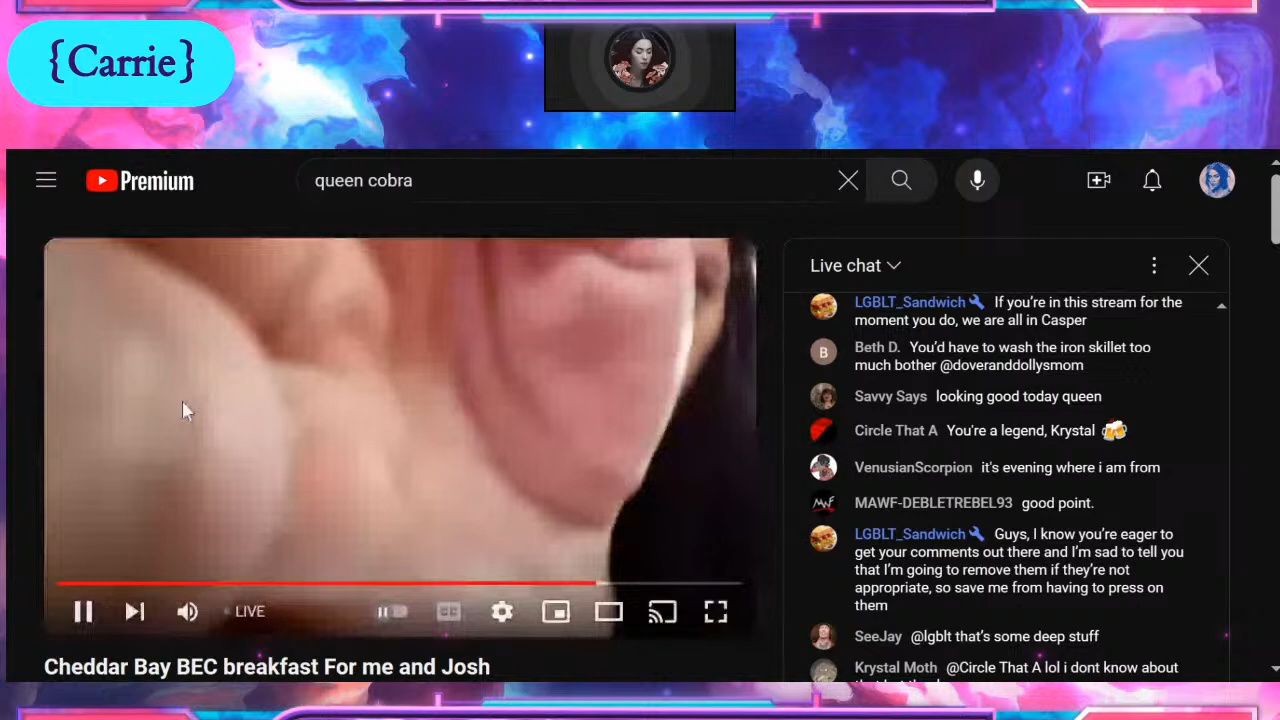 {Carrie}
Premium
queen cobra
Live chat
LGBLT_Sandwich If you're in this stream for the
moment you do, we are all in Casper
B
Beth D. You'd have to wash the iron skillet too
much bother @doveranddollysmom
Savvy Says looking good today queen
Circle That A You're a legend, Krystal
VenusianScorpion it's evening where i am from
MAWF-DEBLETREBEL93 good point.
LGBLT_Sandwich Guys, I know you're eager to
get your comments out there and I'm sad to tell you
that I'm going to remove them if they're not
appropriate, so save me from having to press on
them
SeeJay @lgblt that's some deep stuff
Krystal Moth @Circle That A lol i dont know about
LIVE
Cheddar Bay BEC breakfast For me and Josh